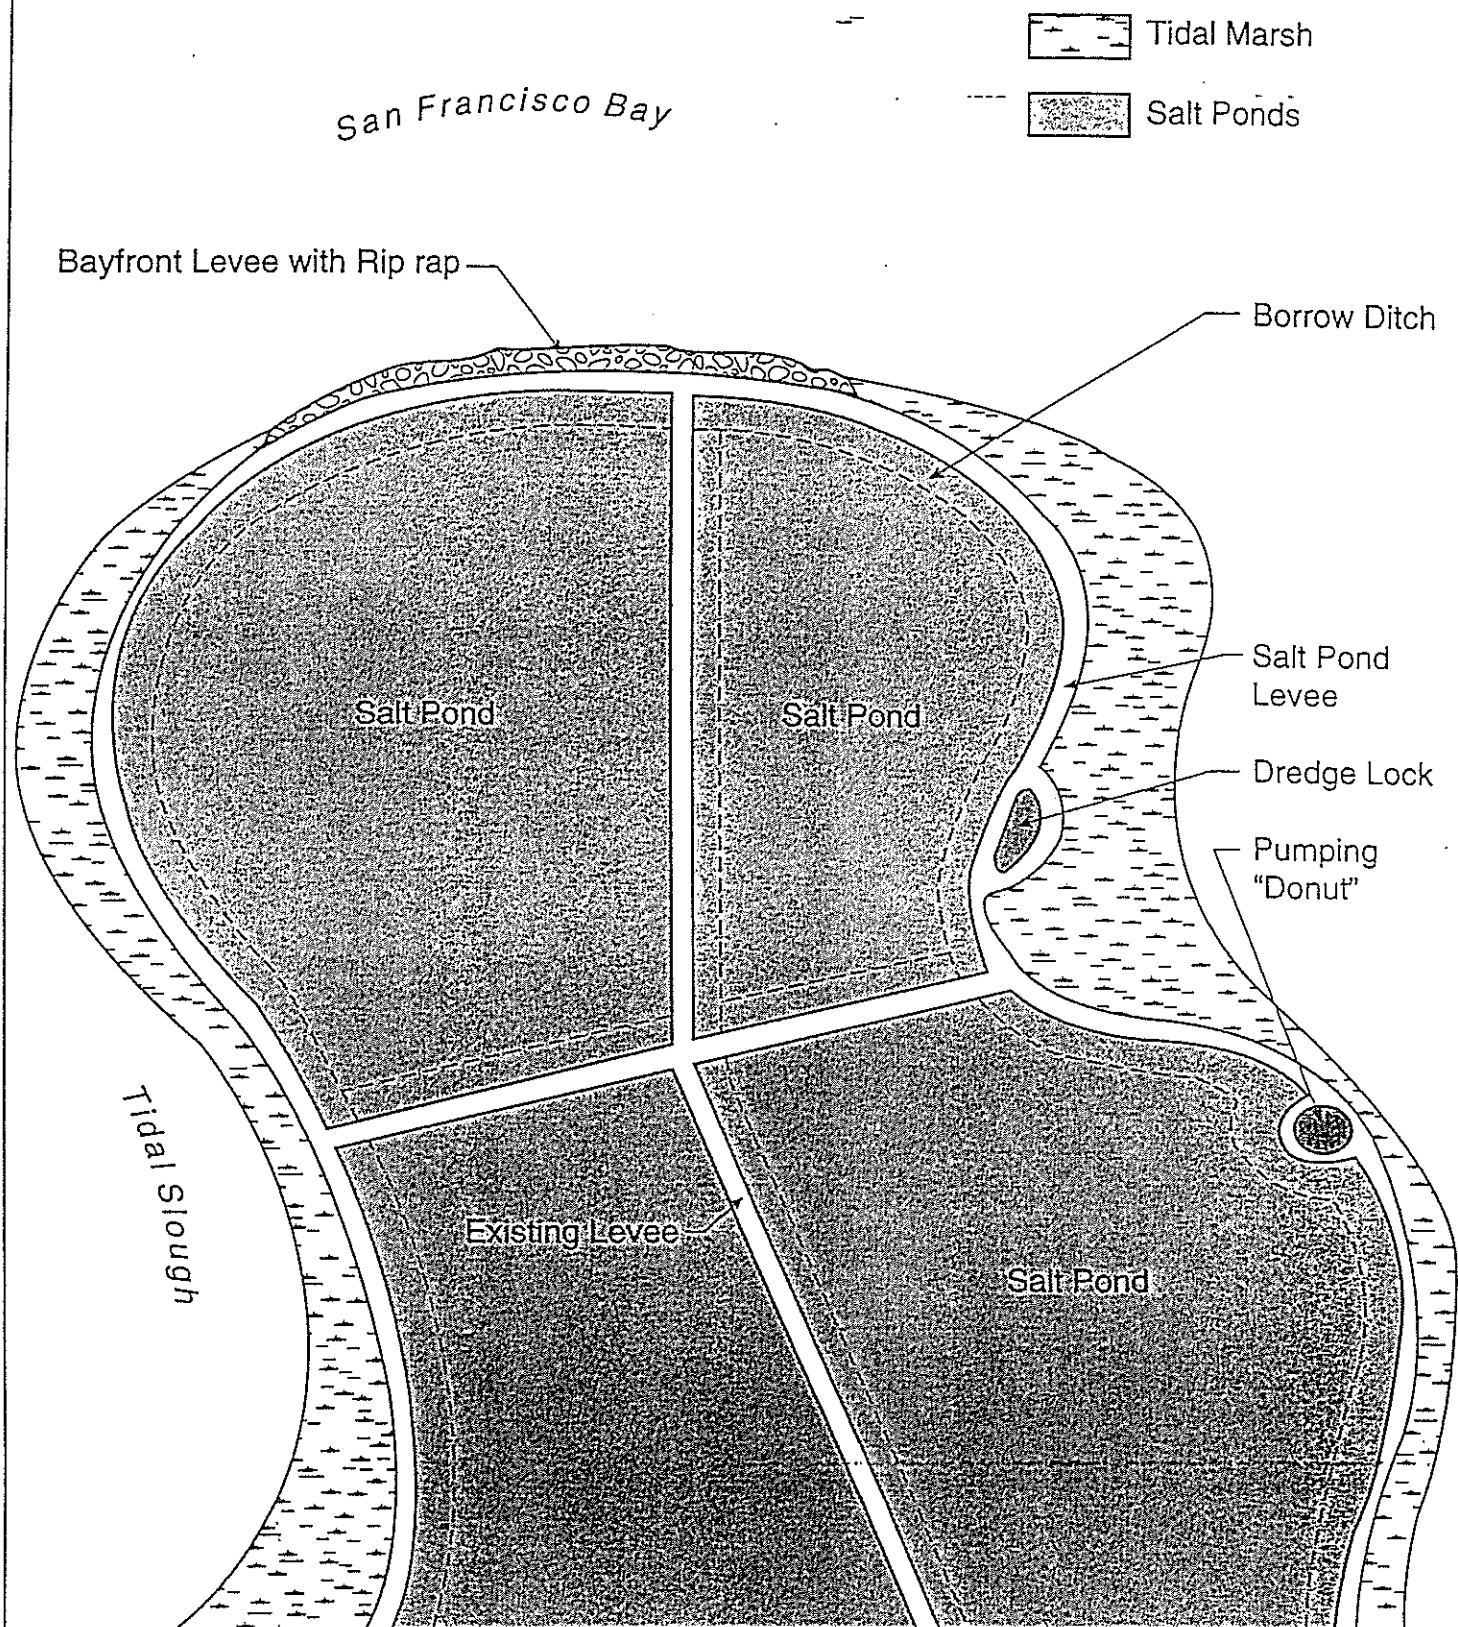 Tidal Marsh
San Francisco Bay
Salt Ponds
Bayfront Levee with Rip rap
Borrow Ditch
Salt Pond
Levee
Salt Pond
Salt Pond
Dredge Lock
Pumping
“Donut”
Tidal Slough
Existing Levee
Salt Pond